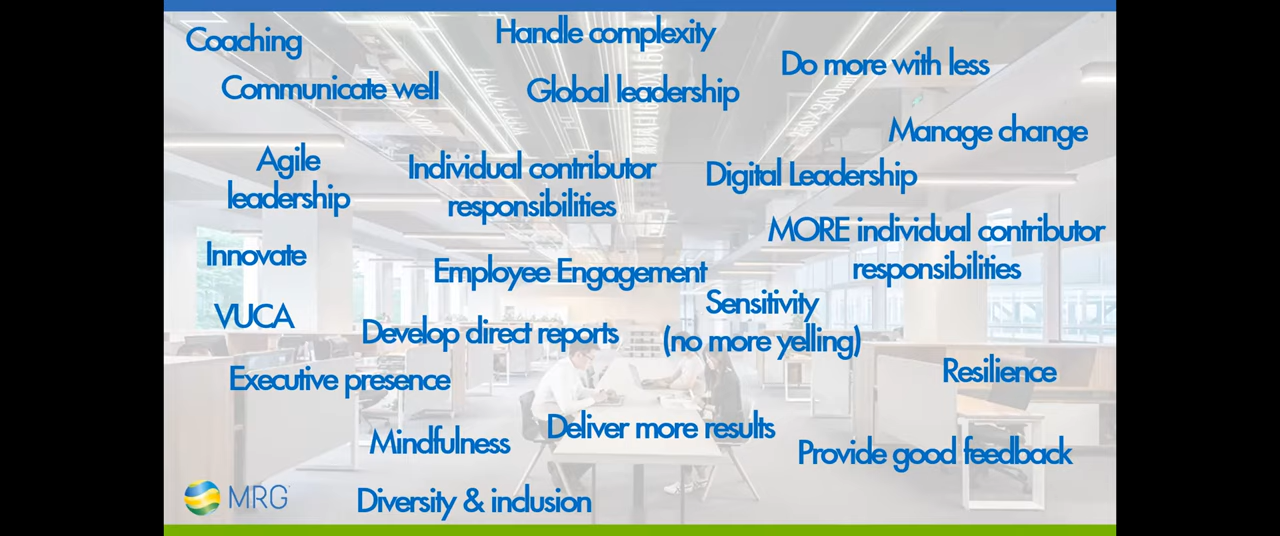 Coaching
Handle complexity
Do more with less
Communicate well
Global leadership
Manage change
Agile
leadership
Individual contributor
responsibilities
Digital Leadership
MORE individual contributor
responsibilities
Innovate
Employee Engagement
Sensitivity
(no more yelling)
VUCA
Develop direct reports
Executive presence
Resilience
Mindfulness
Deliver more results
Provide good feedback
MRG
Diversity & inclusion